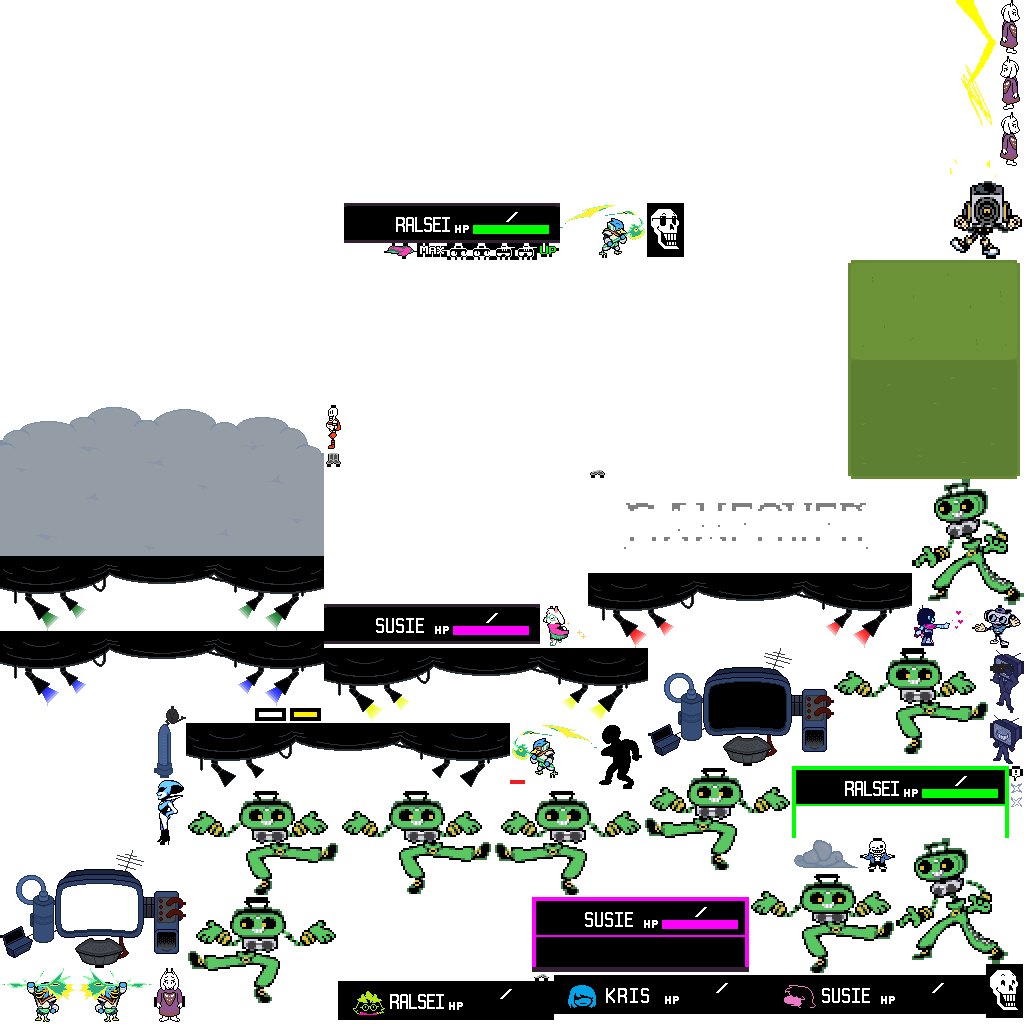 RALSEI HP /
MAX UP
SUSIE HP /
RALSEI HP /
SUSIE HP /
RALSEI HP /
KRIS HP /
SUSIE HP /